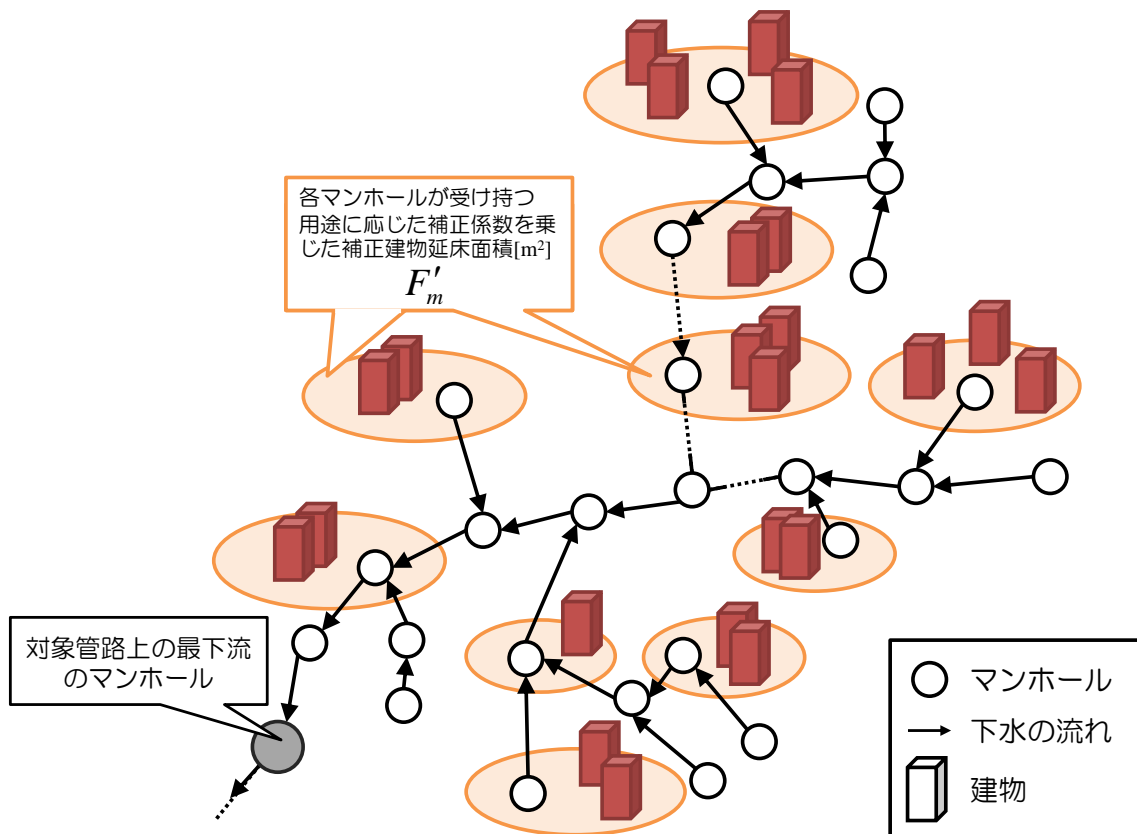 各マンホールが受け持つ
用途に応じた補正係数を乗
じた補正建物延床面積[m²]
F′m
対象管路上の最下流
のマンホール
マンホール
下水の流れ
建物